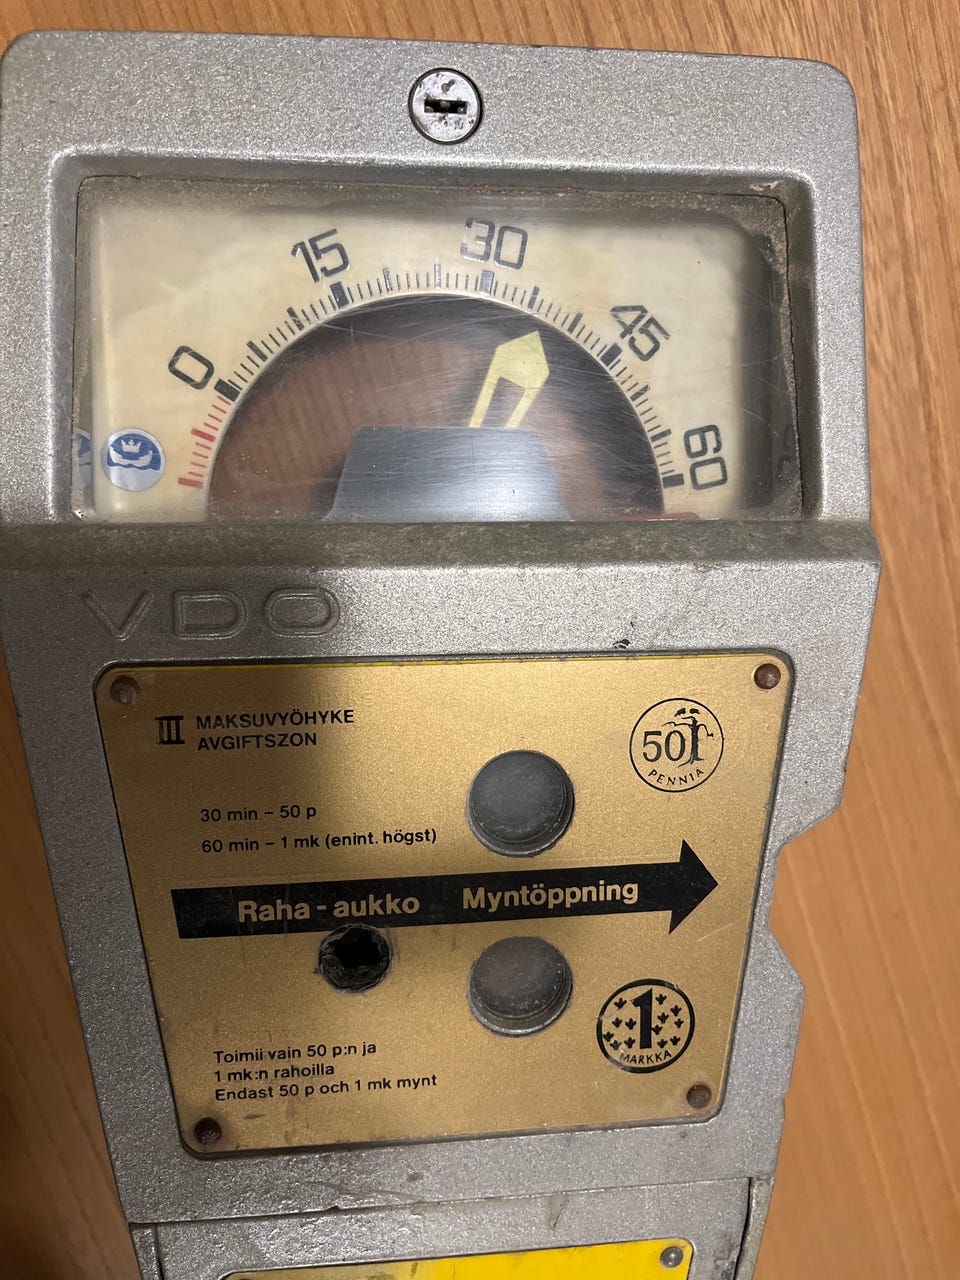 0 15 30 45 60
VDO
III MAKSUVYÖHYKE
AVGIFTSZON
50 P
PENNIÄ
30 min – 50 p
60 min – 1 mk (enint. högst)
Raha - aukko Myntöppning
1
MARKKA
Toimii vain 50 p:n ja
1 mk:n rahoilla
Endast 50 p och 1 mk mynt